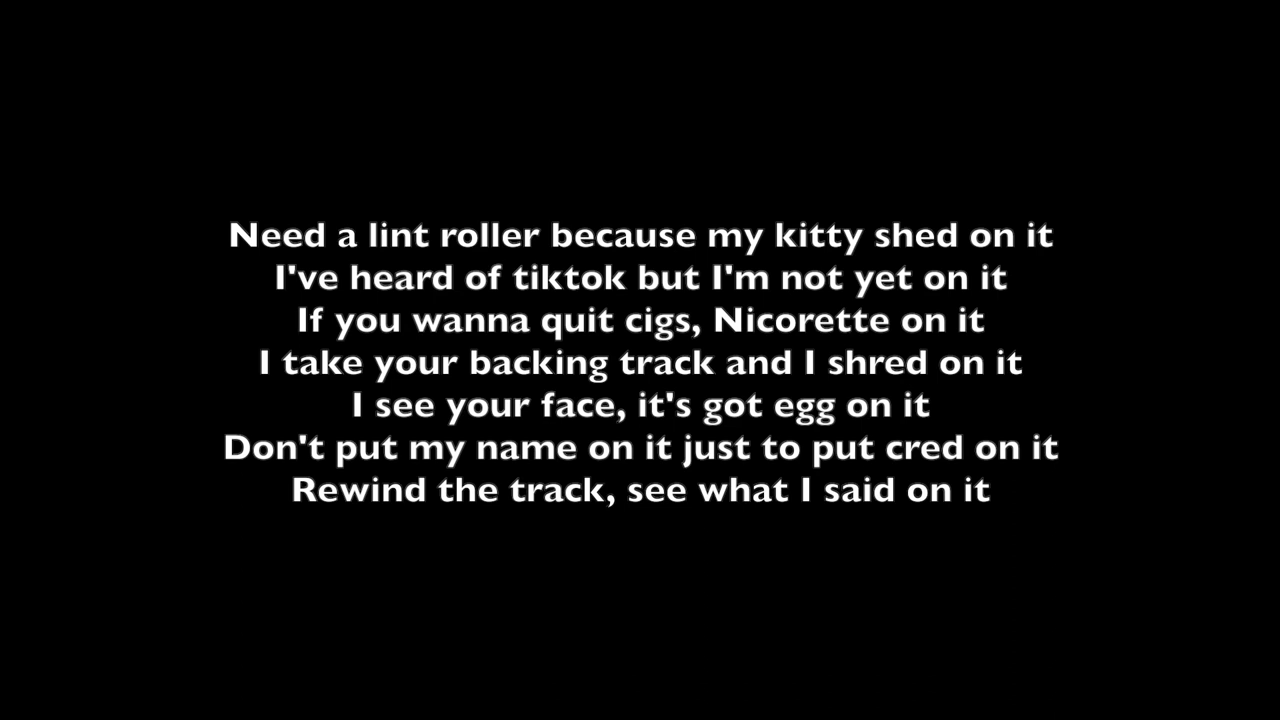 Need a lint roller because my kitty shed on it
I've heard of tiktok but I'm not yet on it
If you wanna quit cigs, Nicorette on it
I take your backing track and I shred on it
I see your face, it's got egg on it
Don't put my name on it just to put cred on it
Rewind the track, see what I said on it